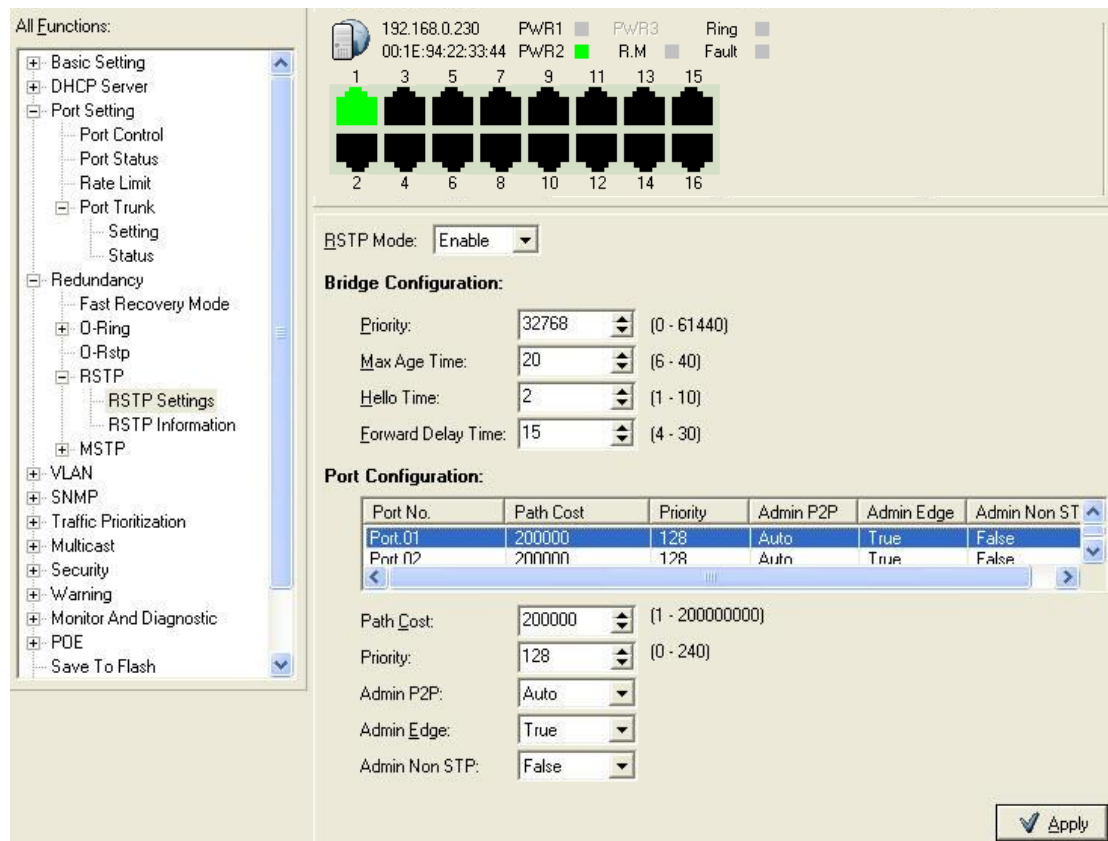 All Functions:
Basic Setting
DHCP Server
Port Setting
Port Control
Port Status
Rate Limit
Port Trunk
Setting
Status
Redundancy
Fast Recovery Mode
O-Ring
O-Rstp
RSTP
RSTP Settings
RSTP Information
MSTP
VLAN
SNMP
Traffic Prioritization
Multicast
Security
Warning
Monitor And Diagnostic
POE
Save To Flash
192.168.0.230 PWR1 PWR3 Ring
00:1E:94:22:33:44 PWR2 R.M Fault
1 3 5 7 9 11 13 15
2 4 6 8 10 12 14 16
RSTP Mode: Enable
Bridge Configuration:
Priority: 32768 (0 - 61440)
Max Age Time: 20 (6 - 40)
Hello Time: 2 (1 - 10)
Forward Delay Time: 15 (4 - 30)
Port Configuration:
Port No. Path Cost Priority Admin P2P Admin Edge Admin Non ST
Port.01 200000 128 Auto True False
Port.02 200000 128 Auto True False
Path Cost: 200000 (1 - 200000000)
Priority: 128 (0 - 240)
Admin P2P: Auto
Admin Edge: True
Admin Non STP: False
Apply